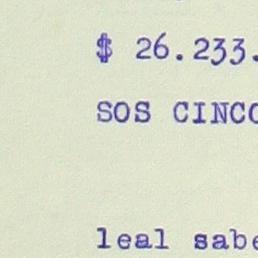 $ 26.233.
SOS CINCO
leal sabe